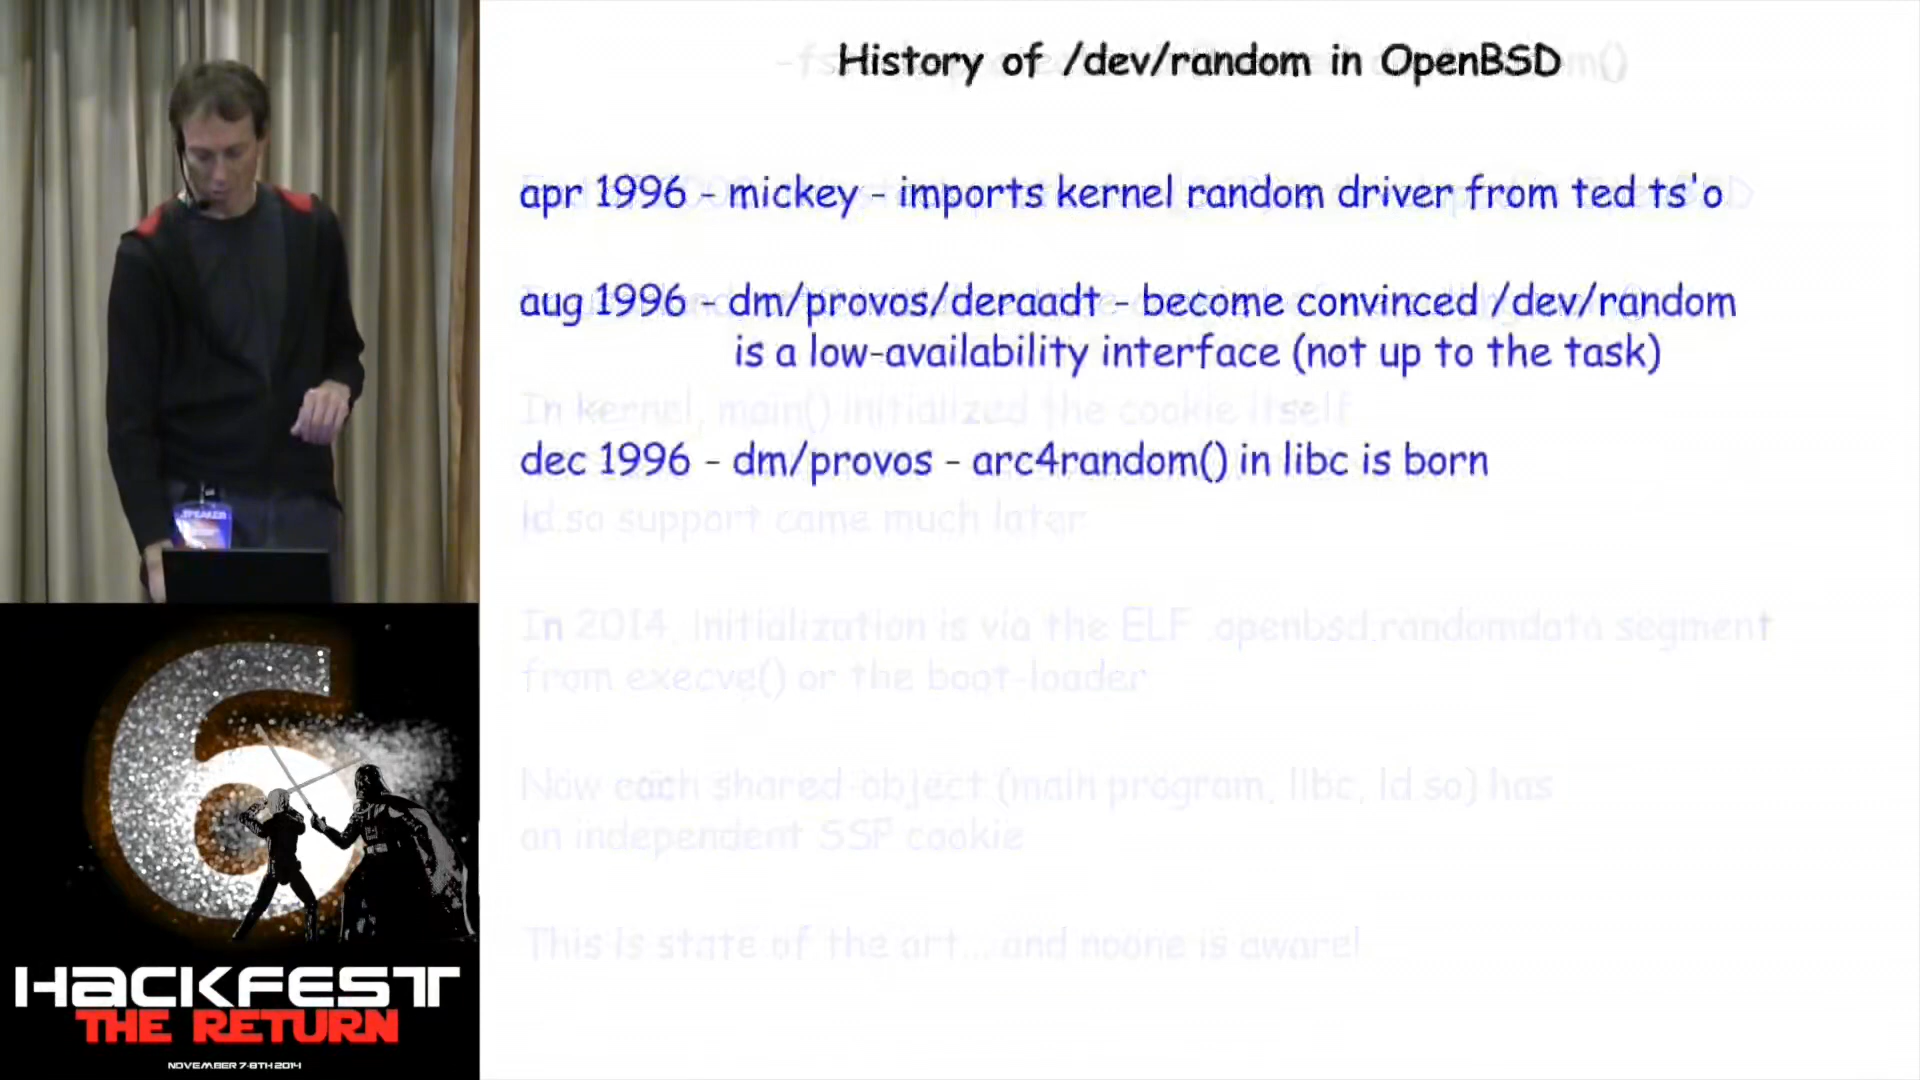 History of /dev/random in OpenBSD
apr 1996 - mickey - imports kernel random driver from ted ts'o
aug 1996 - dm/provos/deraadt - become convinced /dev/random
is a low-availability interface (not up to the task)
In kernel, main() initialized the cookie itself
dec 1996 - dm/provos - arc4random() in libc is born
ld.so support came much later
In 2014, Initialization is via the ELF .openbsd.randomdata segment
from execve() or the boot-loader
Now each shared-object (main program, libc, ld.so) has
an independent SSP cookie
This is state of the art... and noone is aware!
SPEAKER
6
HACKFEST
THE RETURN
NOVEMBER 7-8TH 2014